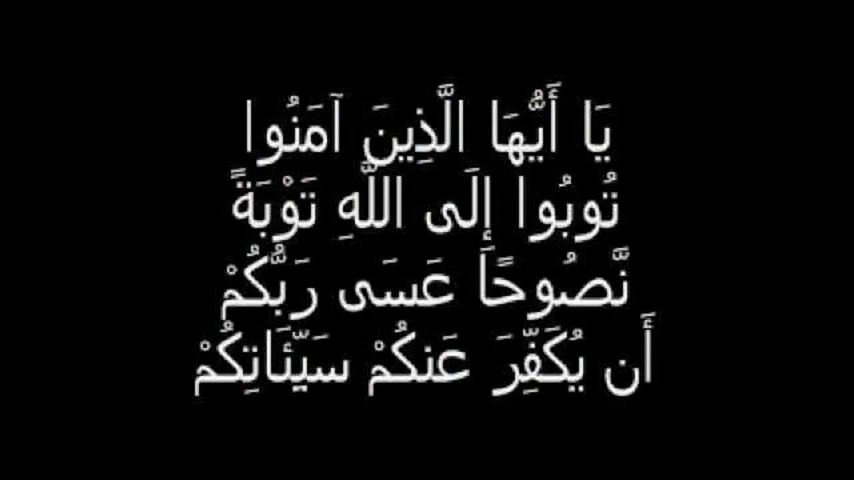 يَا أَيُّهَا الَّذِينَ آمَنُوا
تُوبُوا إِلَى اللَّهِ تَوْبَةً
نَّصُوحًا عَسَى رَبُّكُمْ
أَن يُكَفِّرَ عَنكُمْ سَيِّئَاتِكُمْ